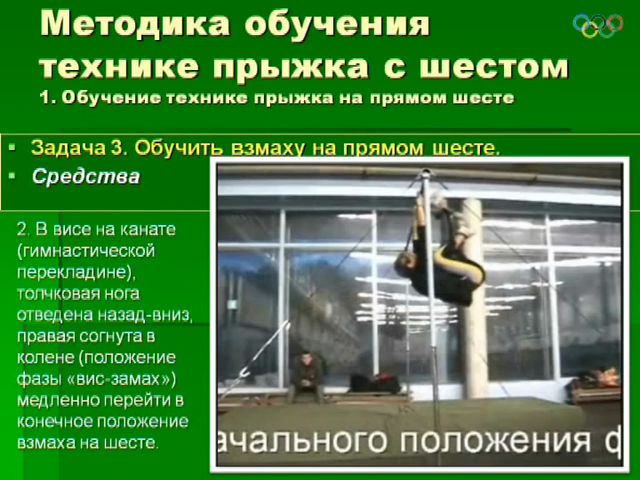 Методика обучения
технике прыжка с шестом
1. Обучение технике прыжка на прямом шесте
Задача 3. Обучить взмаху на прямом шесте.
Средства
2. В висе на канате
(гимнастической
перекладине),
толчковая нога
отведена назад-вниз,
правая согнута в
колене (положение
фазы «вис-замах»)
медленно перейти в
конечное положение
взмаха на шесте.
ачального положения ф